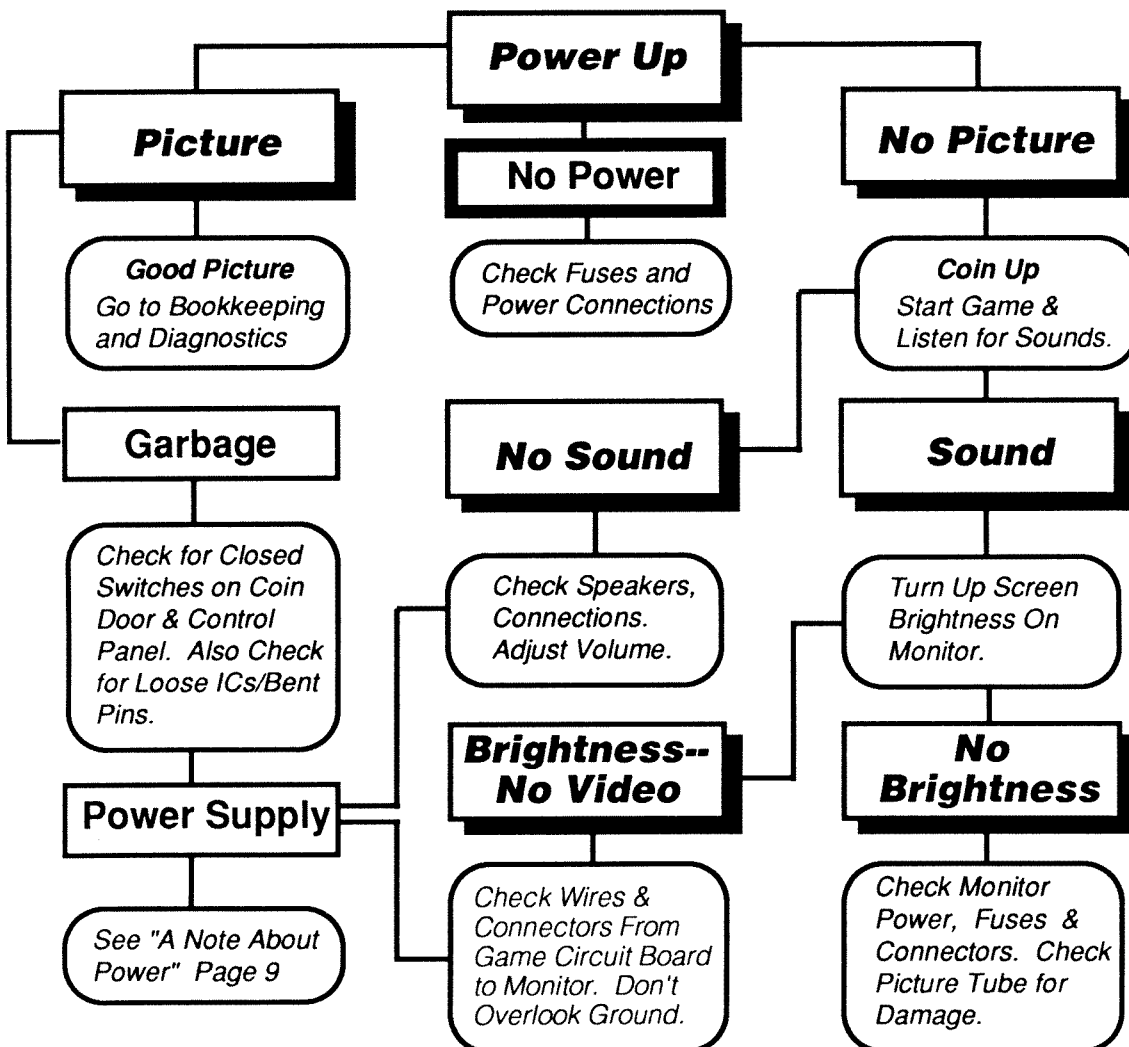 Power Up
Picture
No Power
No Picture
Good Picture
Go to Bookkeeping
and Diagnostics
Check Fuses and
Power Connections
Coin Up
Start Game &
Listen for Sounds.
Garbage
No Sound
Sound
Check for Closed
Switches on Coin
Door & Control
Panel. Also Check
for Loose ICs/Bent
Pins.
Check Speakers,
Connections.
Adjust Volume.
Turn Up Screen
Brightness On
Monitor.
Power Supply
Brightness--
No Video
No
Brightness
See "A Note About
Power" Page 9
Check Wires &
Connectors From
Game Circuit Board
to Monitor. Don't
Overlook Ground.
Check Monitor
Power, Fuses &
Connectors. Check
Picture Tube for
Damage.